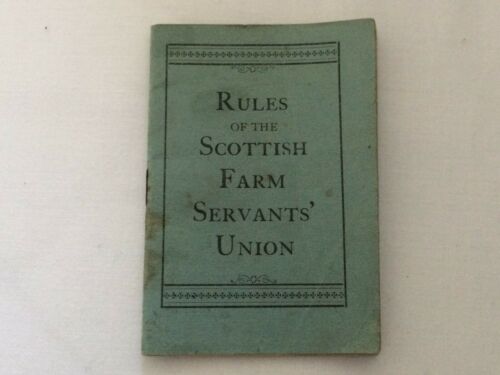 RULES
OF THE
SCOTTISH
FARM
SERVANTS'
UNION